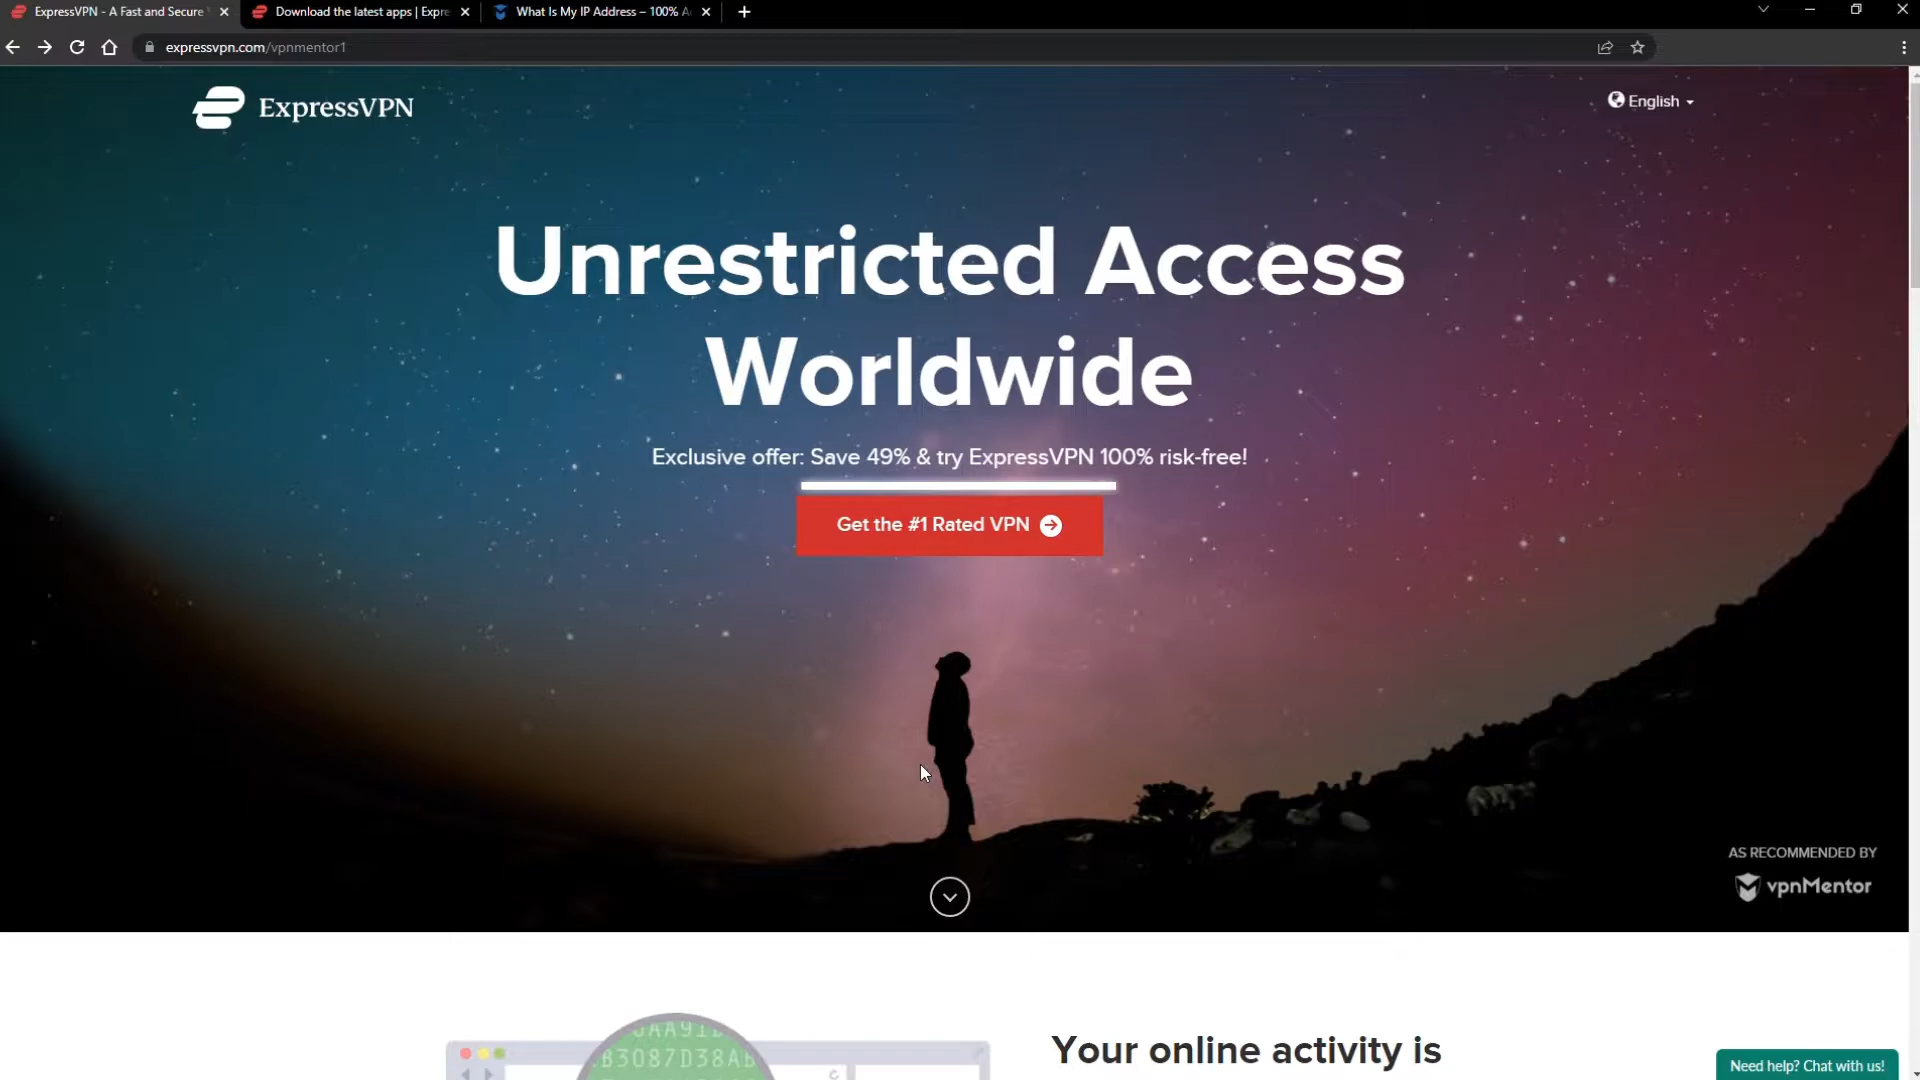 ExpressVPN - A Fast and Secure
Download the latest apps | Expre
What Is My IP Address – 100% A
expressvpn.com/vpnmentor1
ExpressVPN
English
Unrestricted Access
Worldwide
Exclusive offer: Save 49% & try ExpressVPN 100% risk-free!
Get the #1 Rated VPN
AS RECOMMENDED BY
vpnMentor
B3087D38AB
Your online activity is
Need help? Chat with us!